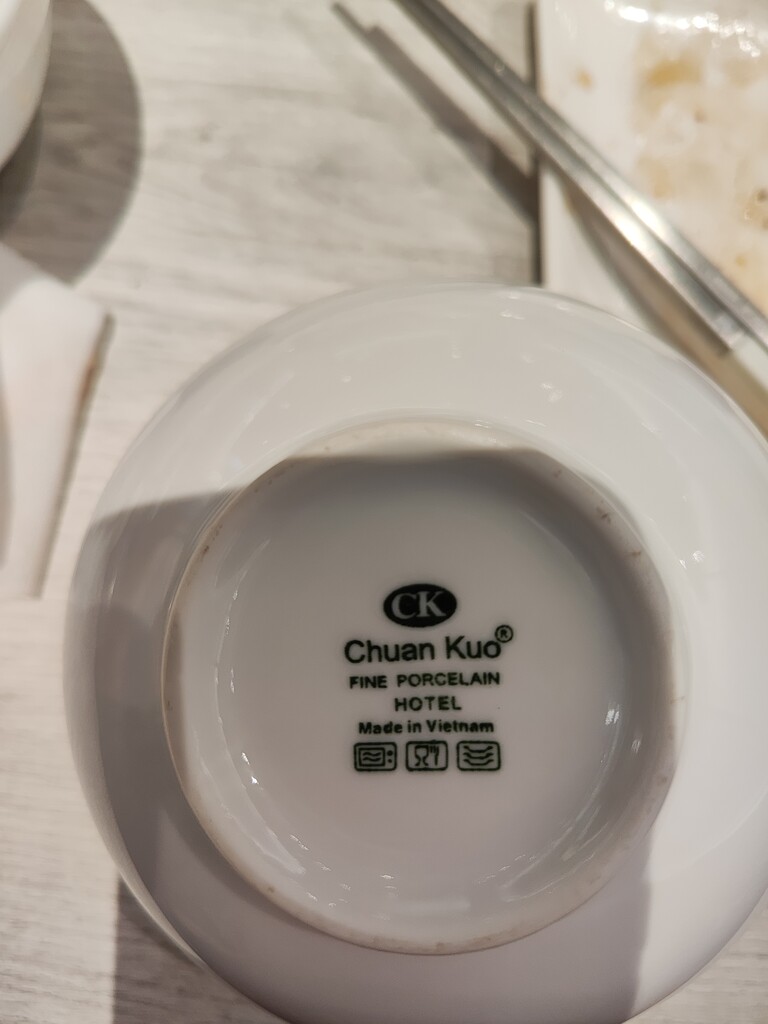 CK
Chuan Kuo®
FINE PORCELAIN
HOTEL
Made in Vietnam